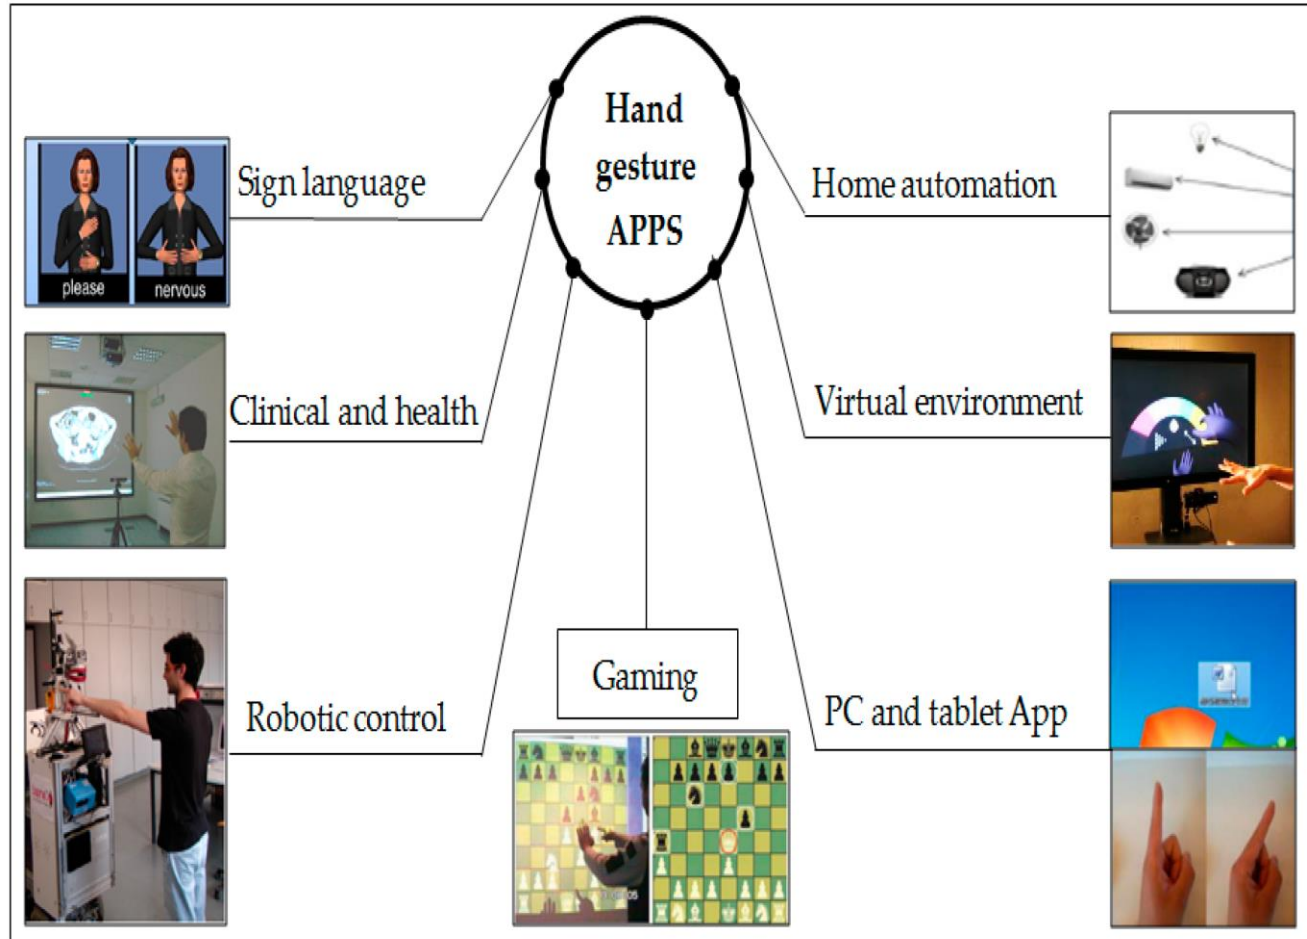 Hand
gesture
APPS
Sign language
please
nervous
Clinical and health
Robotic control
Gaming
Home automation
Virtual environment
PC and tablet App